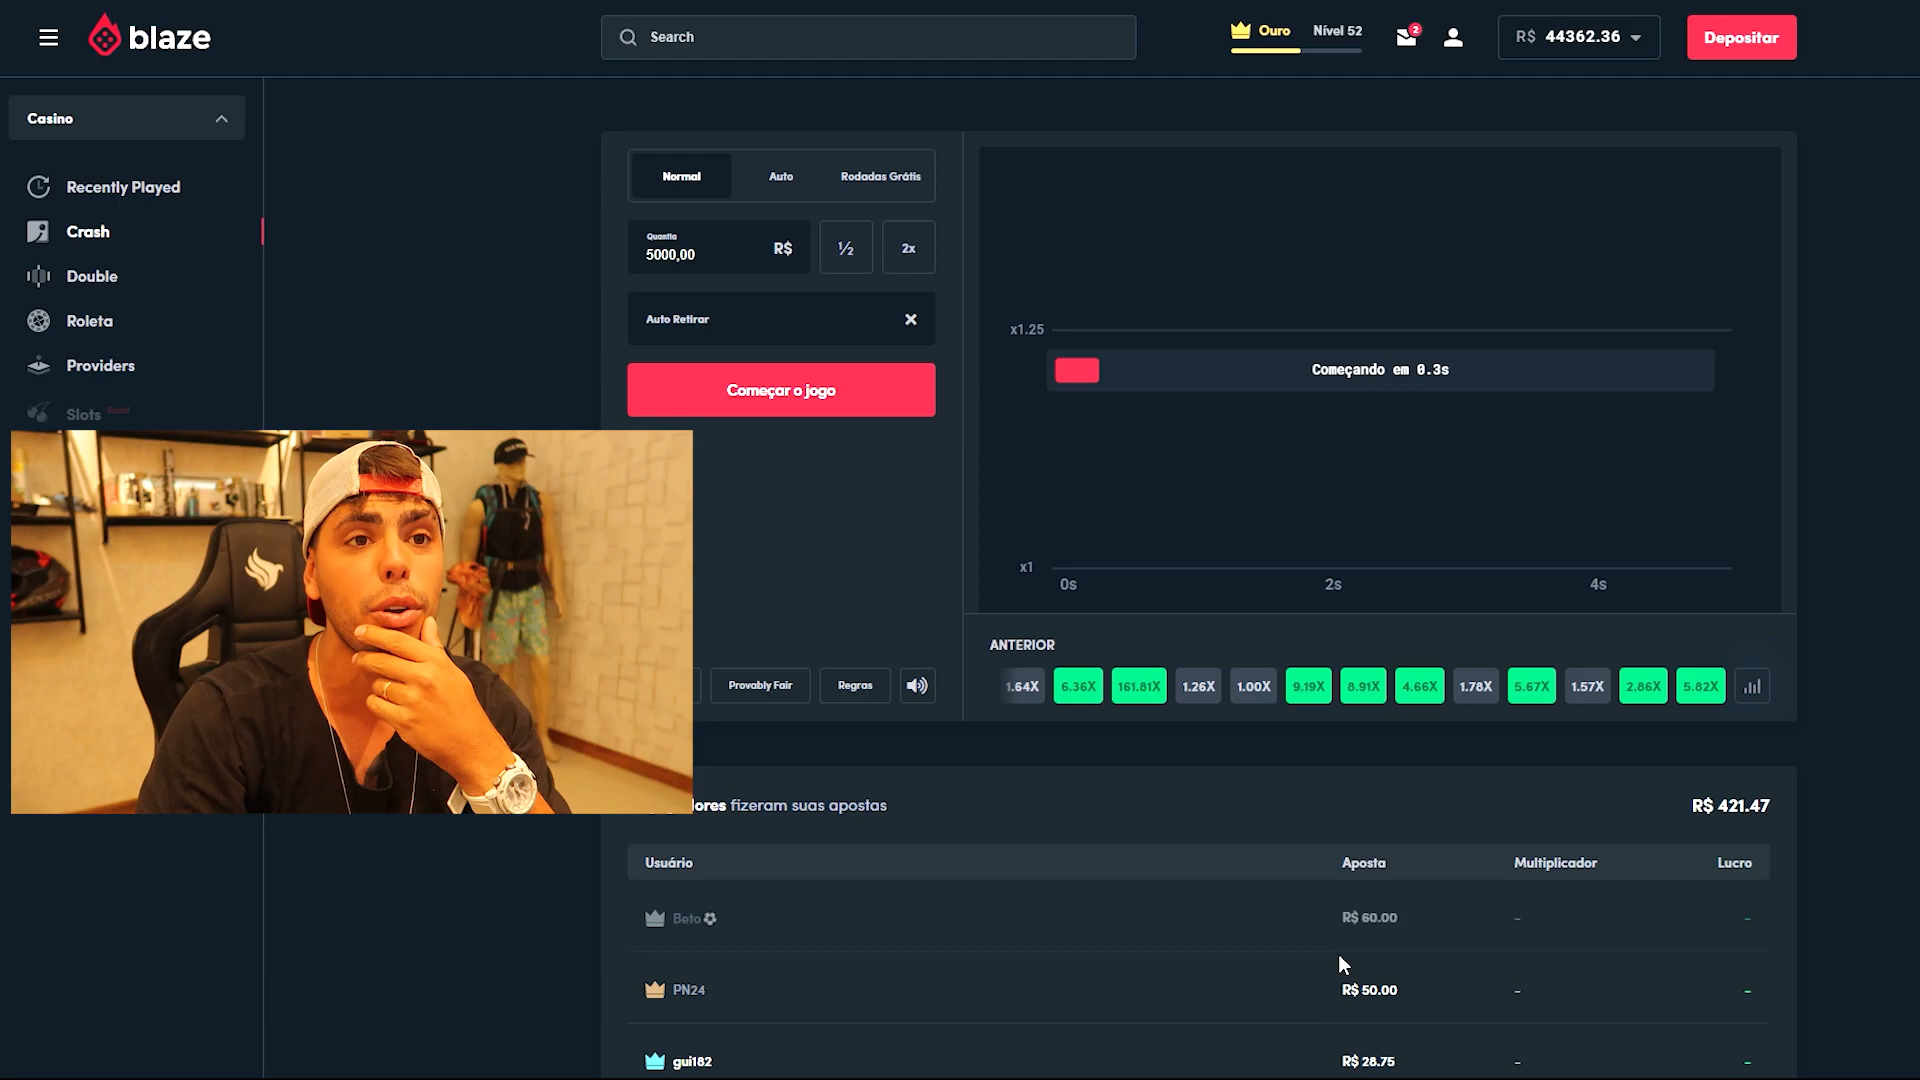 blaze
Search
Ouro
Nível 52
2
R$ 44362.36
Depositar
Casino
Recently Played
Crash
Double
Roleta
Providers
Slots Soon!
Normal
Auto
Rodadas Grátis
Quantia
5000,00
R$
½
2x
Auto Retirar
Começar o jogo
x1.25
Começando em 0.3s
x1
0s
2s
4s
ANTERIOR
1.64X
6.36X
161.81X
1.26X
1.00X
9.19X
8.91X
4.66X
1.78X
5.67X
1.57X
2.86X
5.82X
Provably Fair
Regras
lores fizeram suas apostas
R$ 421.47
Usuário
Aposta
Multiplicador
Lucro
Beto
R$ 60.00
-
-
PN24
R$ 50.00
-
-
gui182
R$ 28.75
-
-